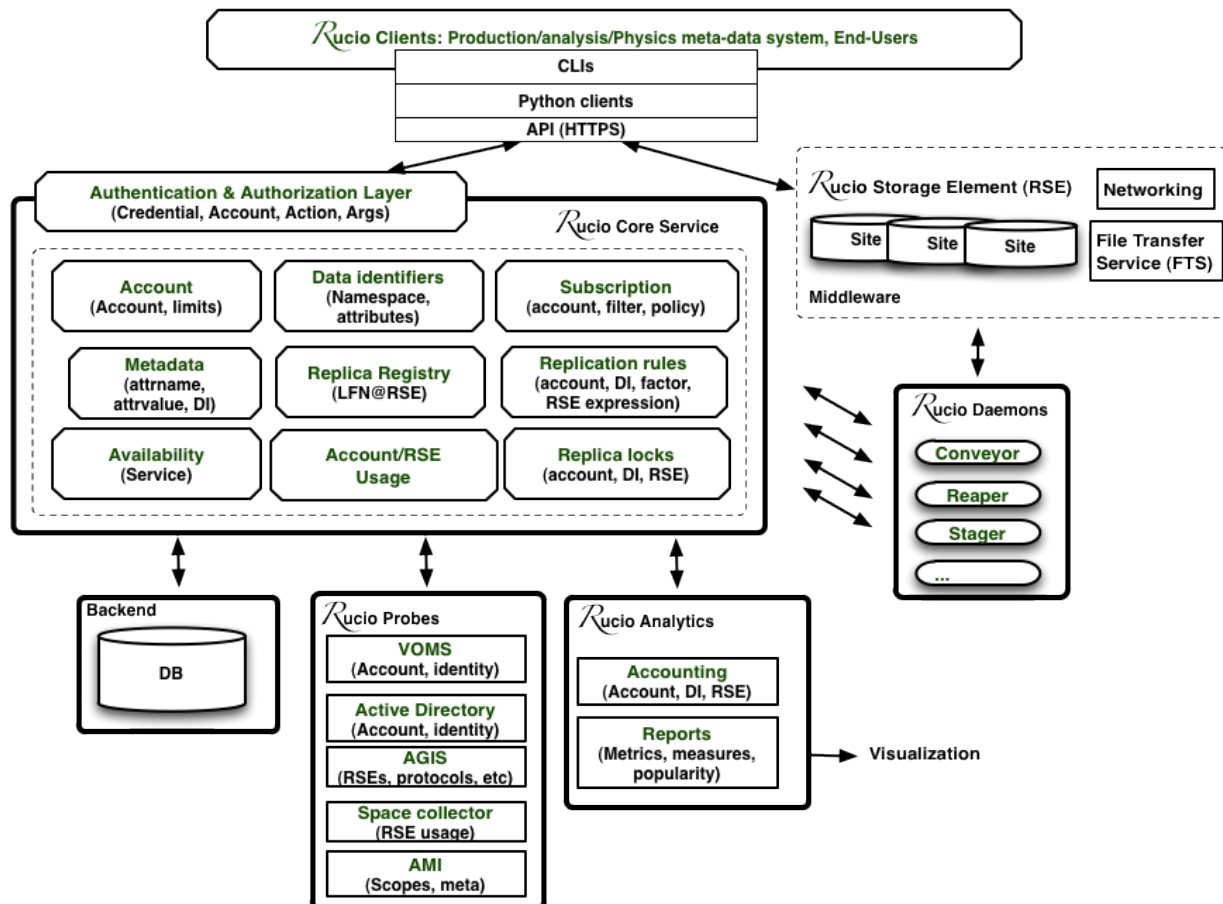 Rucio Clients: Production/analysis/Physics meta-data system, End-Users
CLIs
Python clients
API (HTTPS)
Authentication & Authorization Layer
(Credential, Account, Action, Args)
Rucio Core Service
Account
(Account, limits)
Data identifiers
(Namespace,
attributes)
Subscription
(account, filter, policy)
Metadata
(attrname,
attrvalue, DI)
Replica Registry
(LFN@RSE)
Replication rules
(account, DI, factor,
RSE expression)
Availability
(Service)
Account/RSE
Usage
Replica locks
(account, DI, RSE)
Rucio Storage Element (RSE)
Site
Site
Site
Middleware
Networking
File Transfer
Service (FTS)
Rucio Daemons
Conveyor
Reaper
Stager
...
Backend
DB
Rucio Probes
VOMS
(Account, identity)
Active Directory
(Account, identity)
AGIS
(RSEs, protocols, etc)
Space collector
(RSE usage)
AMI
(Scopes, meta)
Rucio Analytics
Accounting
(Account, DI, RSE)
Reports
(Metrics, measures,
popularity)
Visualization